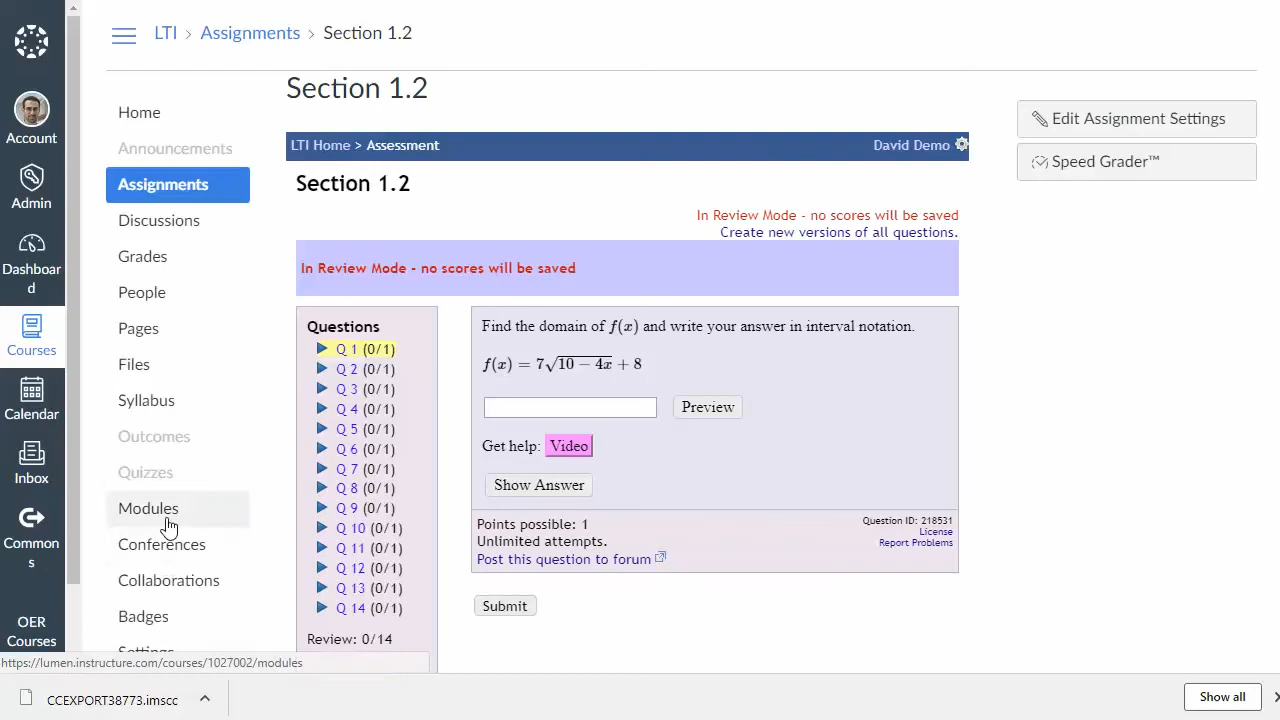 LTI › Assignments › Section 1.2
Account
Admin
Dashboar
d
Courses
Calendar
Inbox
Common
s
OER
Courses
Home
Announcements
Assignments
Discussions
Grades
People
Pages
Files
Syllabus
Outcomes
Quizzes
Modules
Conferences
Collaborations
Badges
Settings
Section 1.2
LTI Home > Assessment David Demo
Section 1.2
In Review Mode - no scores will be saved
Create new versions of all questions.
In Review Mode - no scores will be saved
Questions
Q 1 (0/1)
Q 2 (0/1)
Q 3 (0/1)
Q 4 (0/1)
Q 5 (0/1)
Q 6 (0/1)
Q 7 (0/1)
Q 8 (0/1)
Q 9 (0/1)
Q 10 (0/1)
Q 11 (0/1)
Q 12 (0/1)
Q 13 (0/1)
Q 14 (0/1)
Review: 0/14
Find the domain of f(x) and write your answer in interval notation.
f(x) = 7√(10 − 4x) + 8
Preview
Get help: Video
Show Answer
Points possible: 1
Unlimited attempts.
Post this question to forum
Question ID: 218531
License
Report Problems
Submit
Edit Assignment Settings
Speed Grader™
https://lumen.instructure.com/courses/1027002/modules
CCEXPORT38773.imscc
Show all